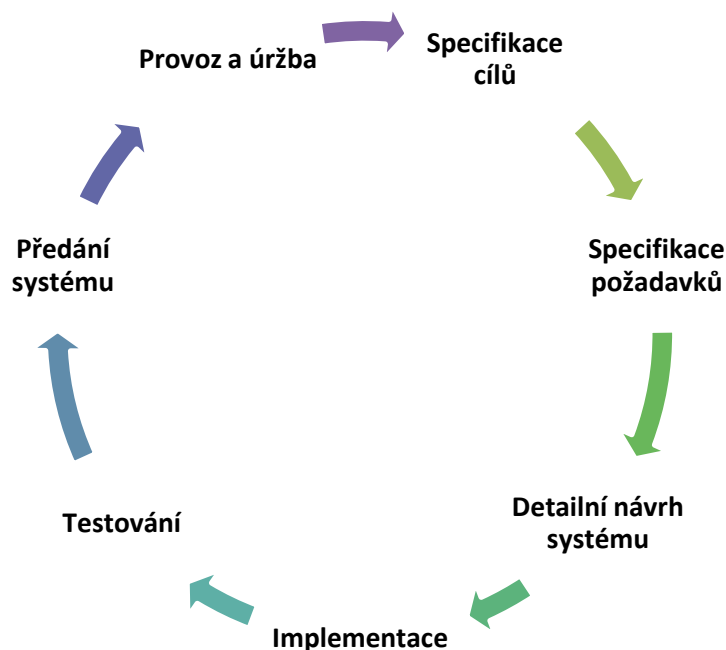 Provoz a úržba
Specifikace
cílů
Specifikace
požadavků
Detailní návrh
systému
Implementace
Testování
Předání
systému